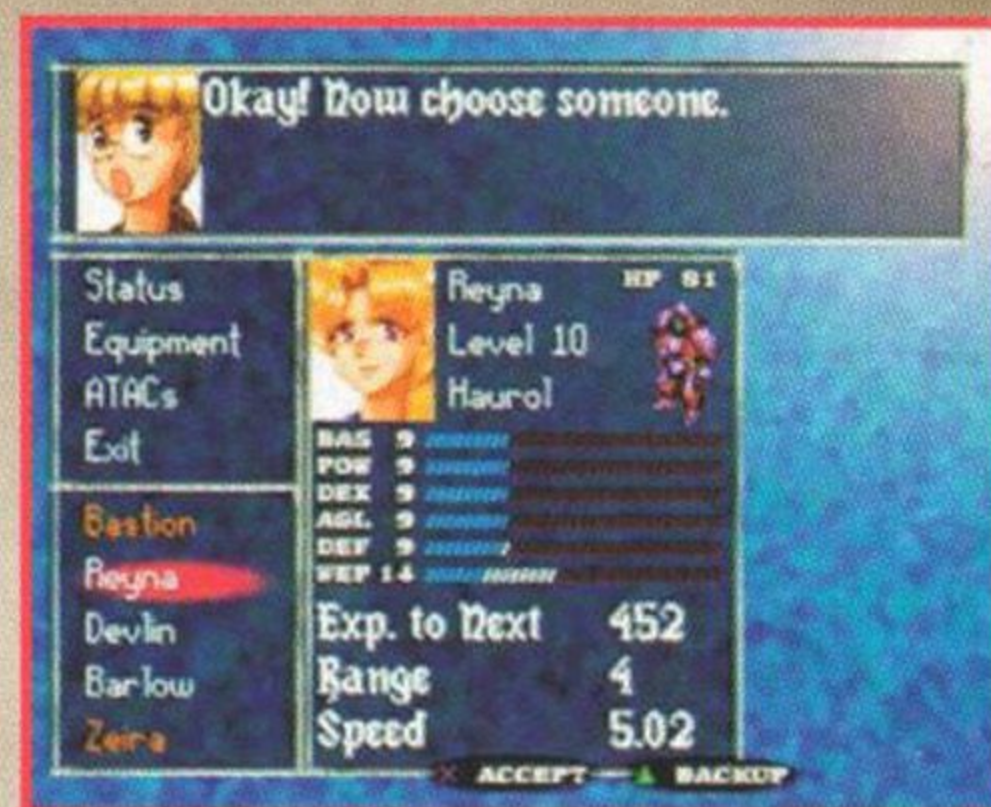 Okay! Now choose someone.
Status
Equipment
ATACs
Exit
Bastion
Reyna
Devlin
Barlow
Zeira
Reyna
HP 81
Level 10
Haurol
BAS 9
POW 9
DEX 9
AGL 9
DEF 9
WEP 14
Exp. to Next 452
Range 4
Speed 5.02
ACCEPT
BACKUP